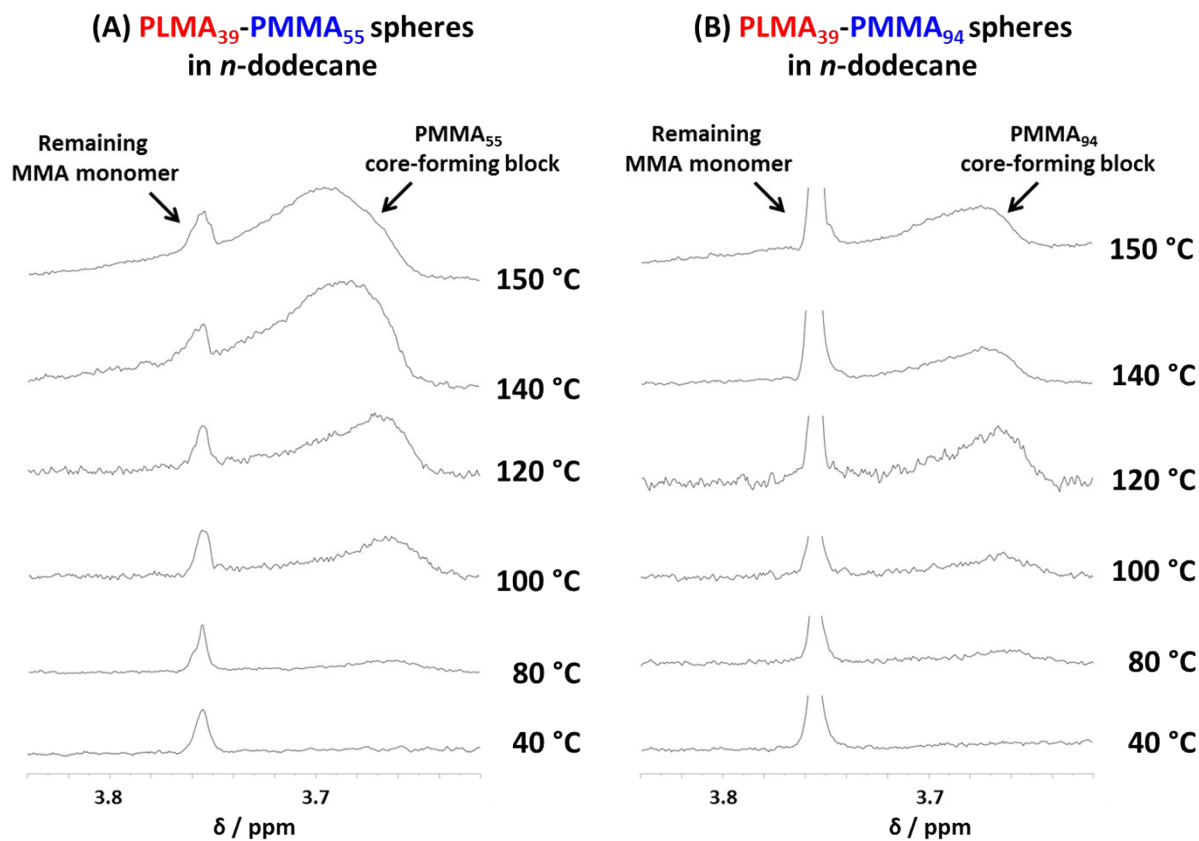 (A) PLMA39-PMMA55 spheres
in n-dodecane
Remaining
MMA monomer
PMMA55
core-forming block
150 °C
140 °C
120 °C
100 °C
80 °C
40 °C
3.8
3.7
δ / ppm
(B) PLMA39-PMMA94 spheres
in n-dodecane
Remaining
MMA monomer
PMMA94
core-forming block
150 °C
140 °C
120 °C
100 °C
80 °C
40 °C
3.8
3.7
δ / ppm